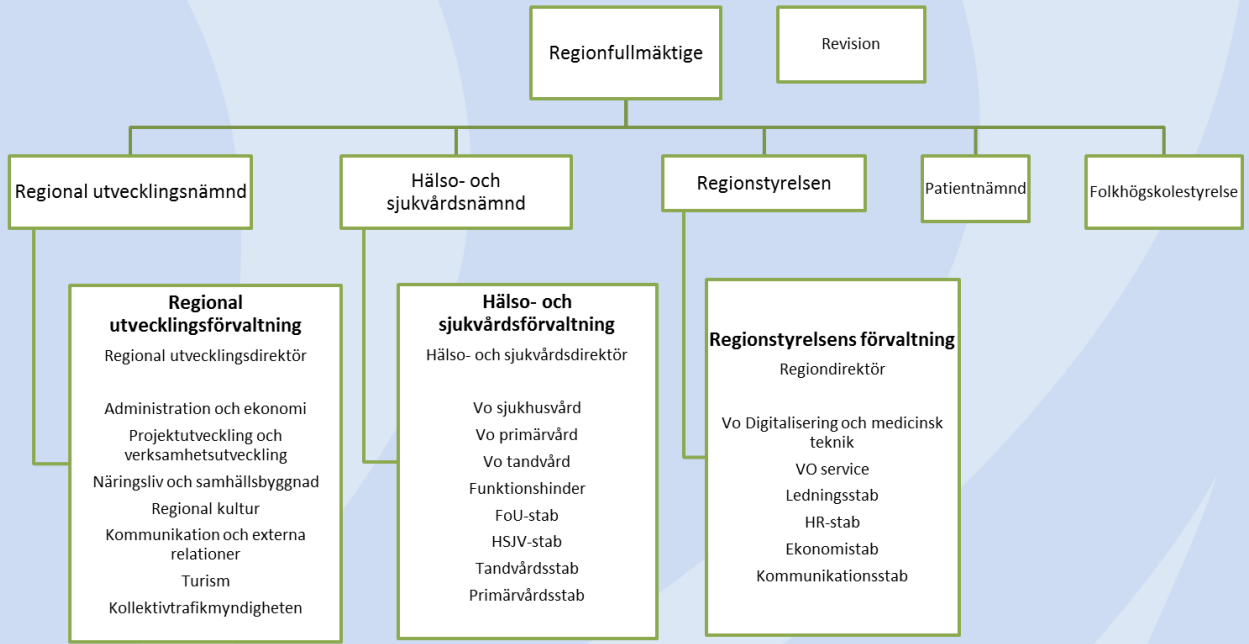 Regionfullmäktige
Revision
Regional utvecklingsnämnd
Hälso- och
sjukvårdsnämnd
Regionstyrelsen
Patientnämnd
Folkhögskolestyrelse
Regional
utvecklingsförvaltning
Regional utvecklingsdirektör
Administration och ekonomi
Projektutveckling och
verksamhetsutveckling
Näringsliv och samhällsbyggnad
Regional kultur
Kommunikation och externa
relationer
Turism
Kollektivtrafikmyndigheten
Hälso- och
sjukvårdsförvaltning
Hälso- och sjukvårdsdirektör
Vo sjukhusvård
Vo primärvård
Vo tandvård
Funktionshinder
FoU-stab
HSJV-stab
Tandvårdsstab
Primärvårdsstab
Regionstyrelsens förvaltning
Regiondirektör
Vo Digitalisering och medicinsk
teknik
VO service
Ledningsstab
HR-stab
Ekonomistab
Kommunikationsstab